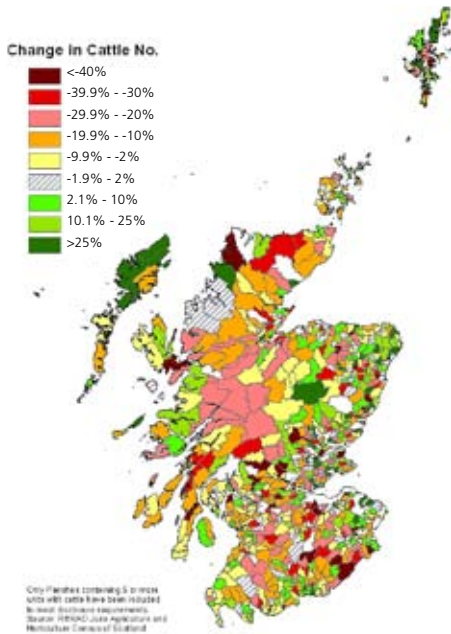 Change in Cattle No.
<-40%
-39.9% - -30%
-29.9% - -20%
-19.9% - -10%
-9.9% - -2%
-1.9% - 2%
2.1% - 10%
10.1% - 25%
>25%
Only Parishes containing 5 or more
units with cattle have been included
to meet disclosure requirements.
Source: June Agriculture and
Horticulture Census of Scotland